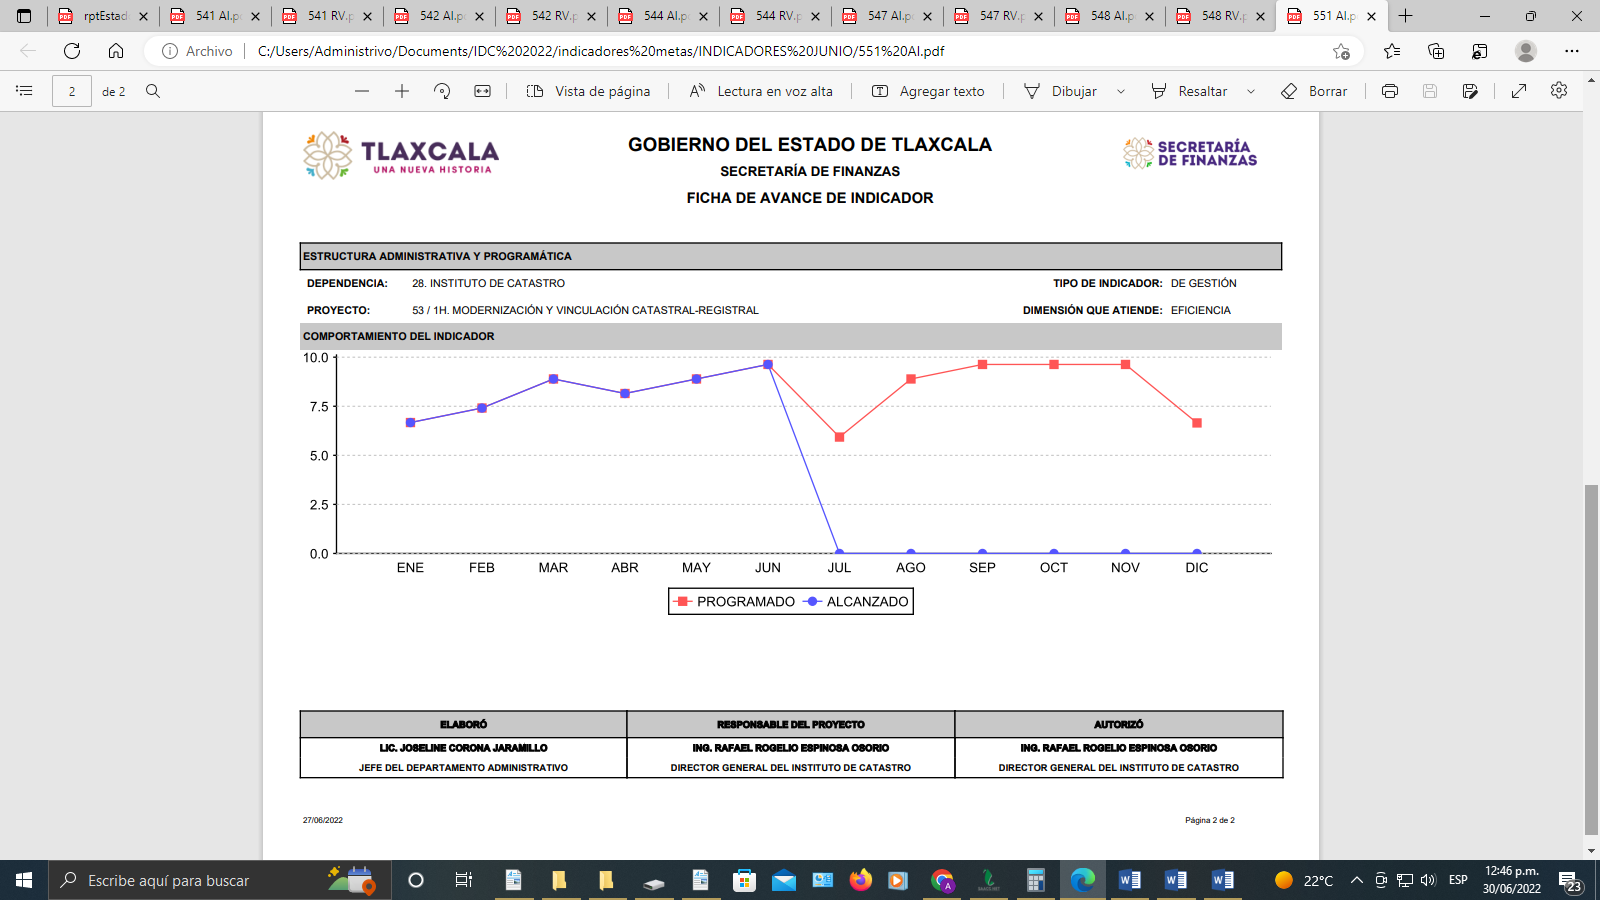 rptEstad
541 AI.p
541 RV.p
542 AI.p
542 RV.p
544 AI.p
544 RV.p
547 AI.p
547 RV.p
548 AI.p
548 RV.p
551 AI.p
Archivo
C:/Users/Administrivo/Documents/IDC%202022/indicadores%20metas/INDICADORES%20JUNIO/551%20AI.pdf
2 de 2
Vista de página
Lectura en voz alta
Agregar texto
Dibujar
Resaltar
Borrar
TLAXCALA
UNA NUEVA HISTORIA
GOBIERNO DEL ESTADO DE TLAXCALA
SECRETARÍA DE FINANZAS
FICHA DE AVANCE DE INDICADOR
SECRETARÍA
DE FINANZAS
ESTRUCTURA ADMINISTRATIVA Y PROGRAMÁTICA
DEPENDENCIA: 28. INSTITUTO DE CATASTRO TIPO DE INDICADOR: DE GESTIÓN
PROYECTO: 53 / 1H. MODERNIZACIÓN Y VINCULACIÓN CATASTRAL-REGISTRAL DIMENSIÓN QUE ATIENDE: EFICIENCIA
COMPORTAMIENTO DEL INDICADOR
10.0
7.5
5.0
2.5
0.0
ENE FEB MAR ABR MAY JUN JUL AGO SEP OCT NOV DIC
PROGRAMADO ALCANZADO
ELABORÓ RESPONSABLE DEL PROYECTO AUTORIZÓ
LIC. JOSELINE CORONA JARAMILLO ING. RAFAEL ROGELIO ESPINOSA OSORIO ING. RAFAEL ROGELIO ESPINOSA OSORIO
JEFE DEL DEPARTAMENTO ADMINISTRATIVO DIRECTOR GENERAL DEL INSTITUTO DE CATASTRO DIRECTOR GENERAL DEL INSTITUTO DE CATASTRO
27/06/2022 Página 2 de 2
Escribe aquí para buscar
22°C
ESP
12:46 p.m.
30/06/2022
23